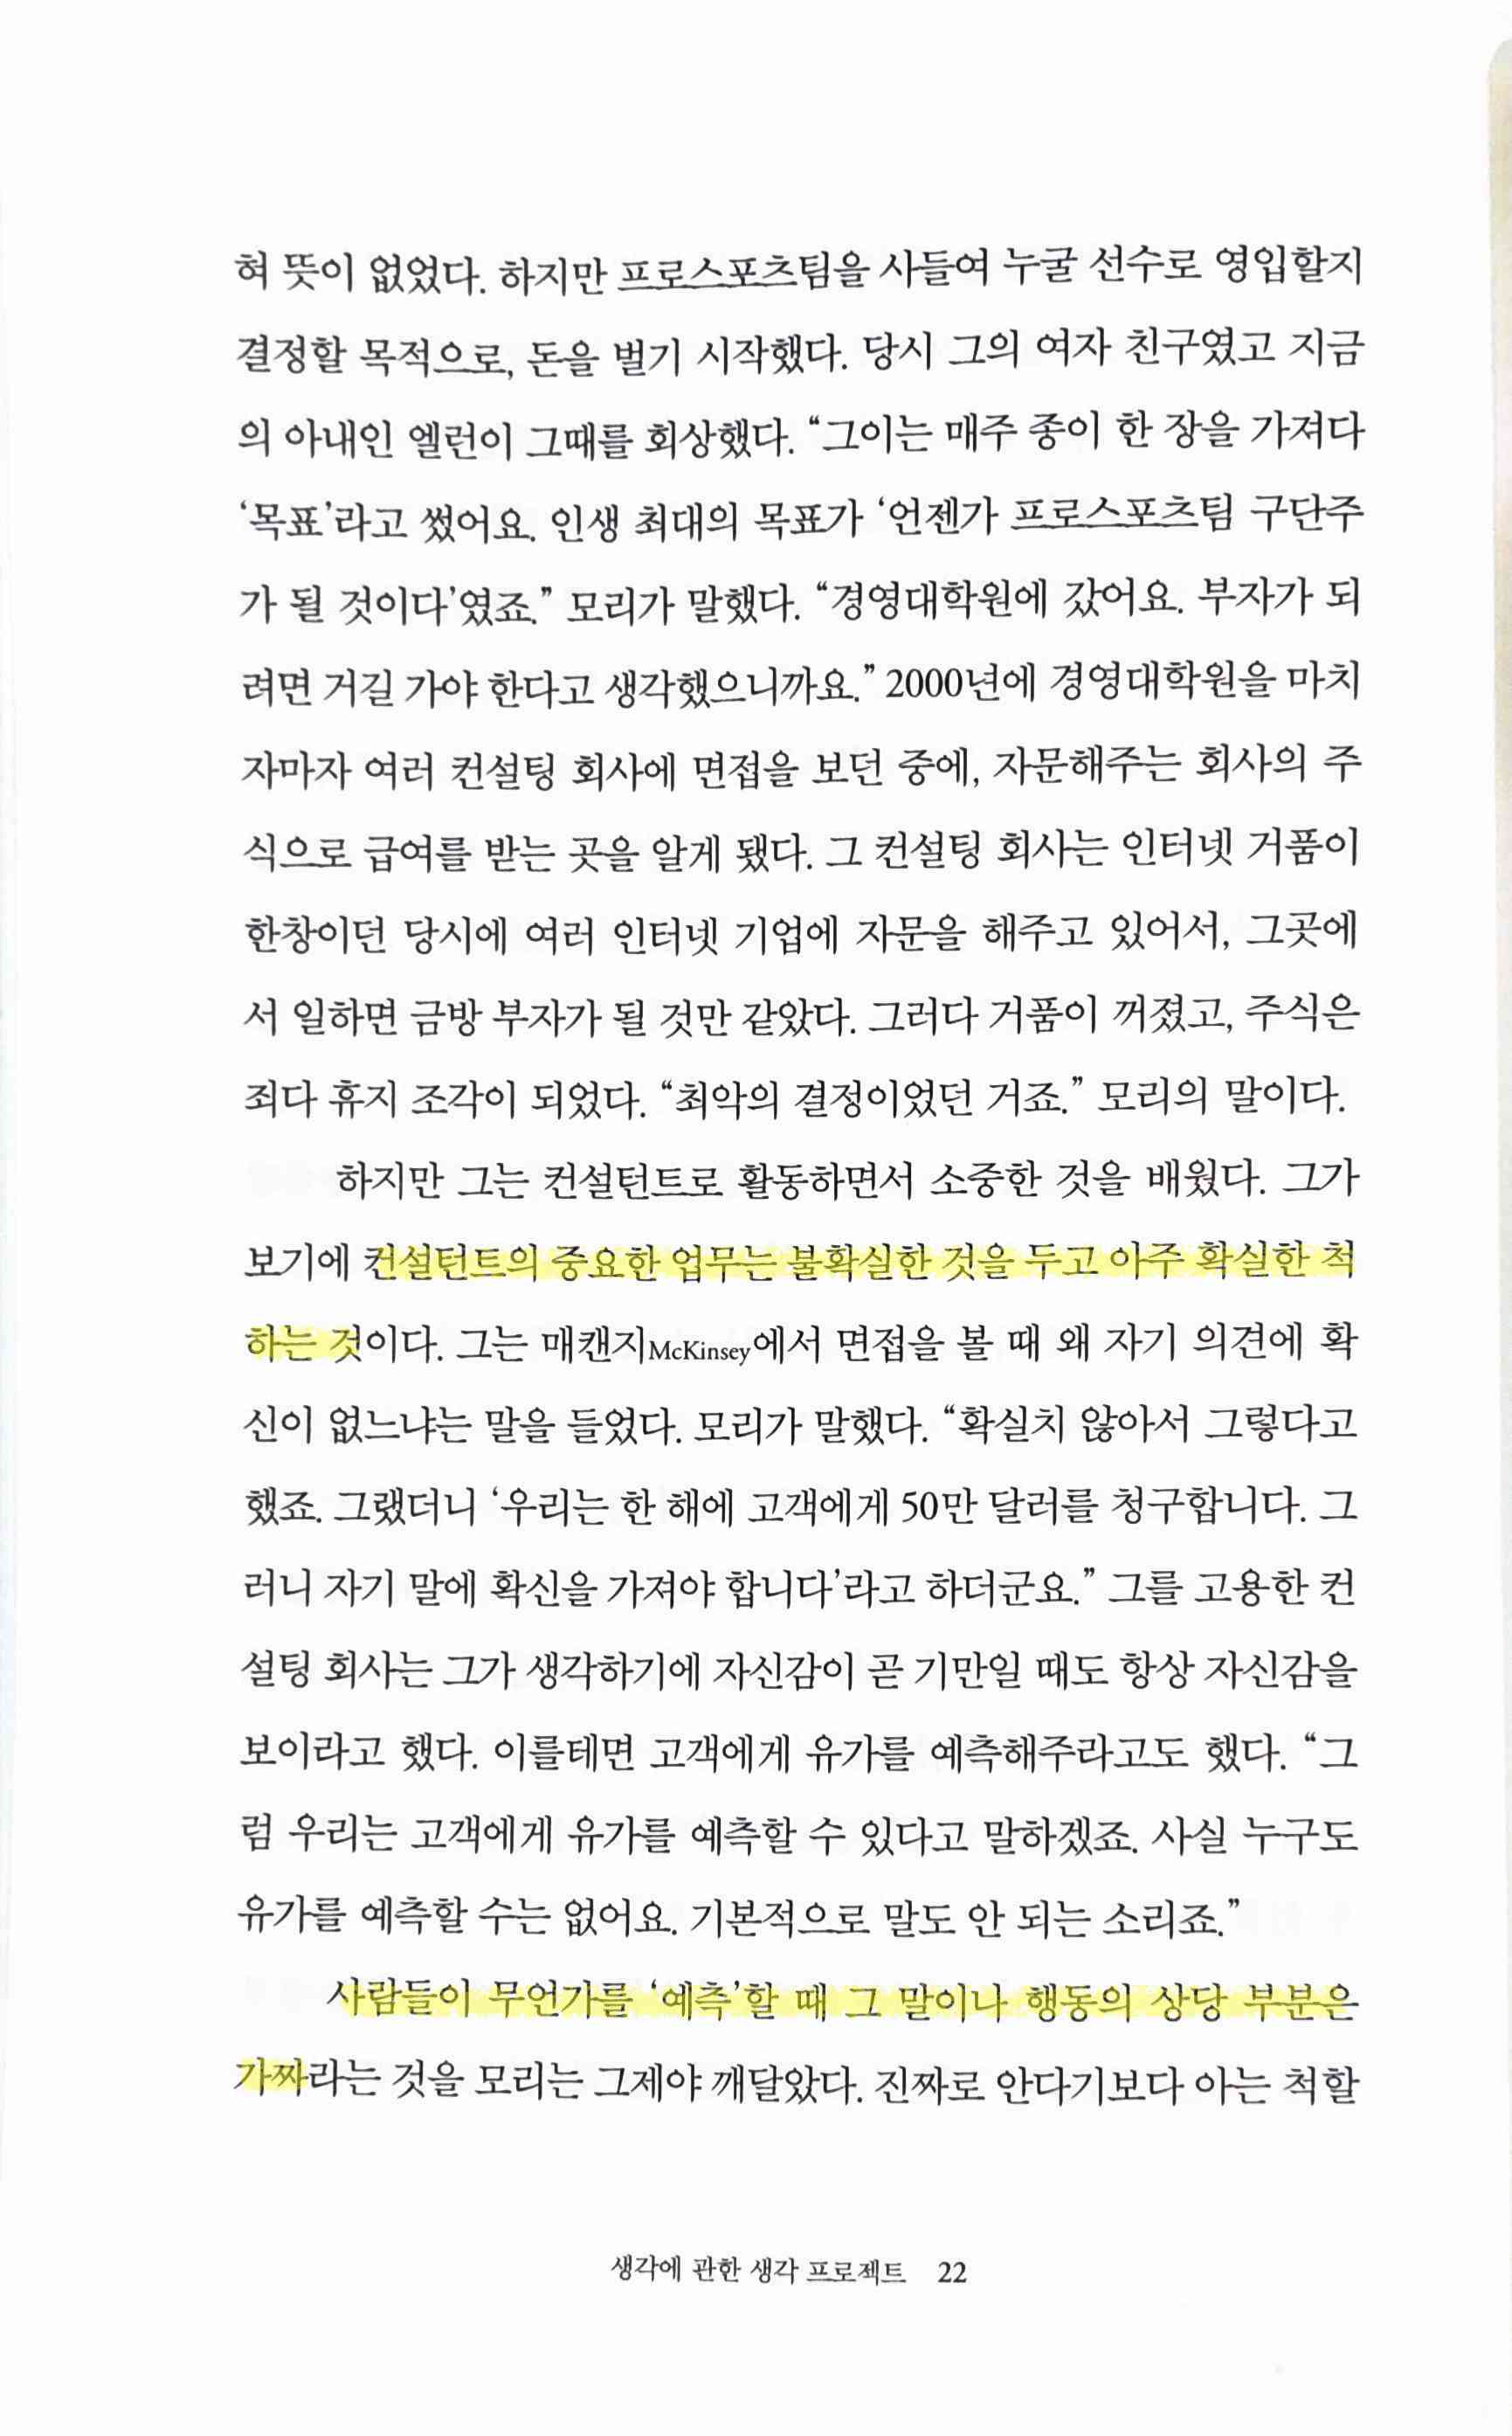 혀 뜻이 없었다. 하지만 프로스포츠팀을 사들여 누굴 선수로 영입할지
결정할 목적으로, 돈을 벌기 시작했다. 당시 그의 여자 친구였고 지금
의 아내인 엘런이 그때를 회상했다. “그이는 매주 종이 한 장을 가져다
‘목표’라고 썼어요. 인생 최대의 목표가 ‘언젠가 프로스포츠팀 구단주
가 될 것이다’였죠.” 모리가 말했다. “경영대학원에 갔어요. 부자가 되
려면 거길 가야 한다고 생각했으니까요.” 2000년에 경영대학원을 마치
자마자 여러 컨설팅 회사에 면접을 보던 중에, 자문해주는 회사의 주
식으로 급여를 받는 곳을 알게 됐다. 그 컨설팅 회사는 인터넷 거품이
한창이던 당시에 여러 인터넷 기업에 자문을 해주고 있어서, 그곳에
서 일하면 금방 부자가 될 것만 같았다. 그러다 거품이 꺼졌고, 주식은
죄다 휴지 조각이 되었다. “최악의 결정이었던 거죠.” 모리의 말이다.
하지만 그는 컨설턴트로 활동하면서 소중한 것을 배웠다. 그가
보기에 컨설턴트의 중요한 업무는 불확실한 것을 두고 아주 확실한 척
하는 것이다. 그는 매캔지McKinsey에서 면접을 볼 때 왜 자기 의견에 확
신이 없느냐는 말을 들었다. 모리가 말했다. “확실치 않아서 그렇다고
했죠. 그랬더니 ‘우리는 한 해에 고객에게 50만 달러를 청구합니다. 그
러니 자기 말에 확신을 가져야 합니다’라고 하더군요.” 그를 고용한 컨
설팅 회사는 그가 생각하기에 자신감이 곧 기만일 때도 항상 자신감을
보이라고 했다. 이를테면 고객에게 유가를 예측해주라고도 했다. “그
럼 우리는 고객에게 유가를 예측할 수 있다고 말하겠죠. 사실 누구도
유가를 예측할 수는 없어요. 기본적으로 말도 안 되는 소리죠.”
사람들이 무언가를 ‘예측’할 때 그 말이나 행동의 상당 부분은
가짜라는 것을 모리는 그제야 깨달았다. 진짜로 안다기보다 아는 척할
생각에 관한 생각 프로젝트 22